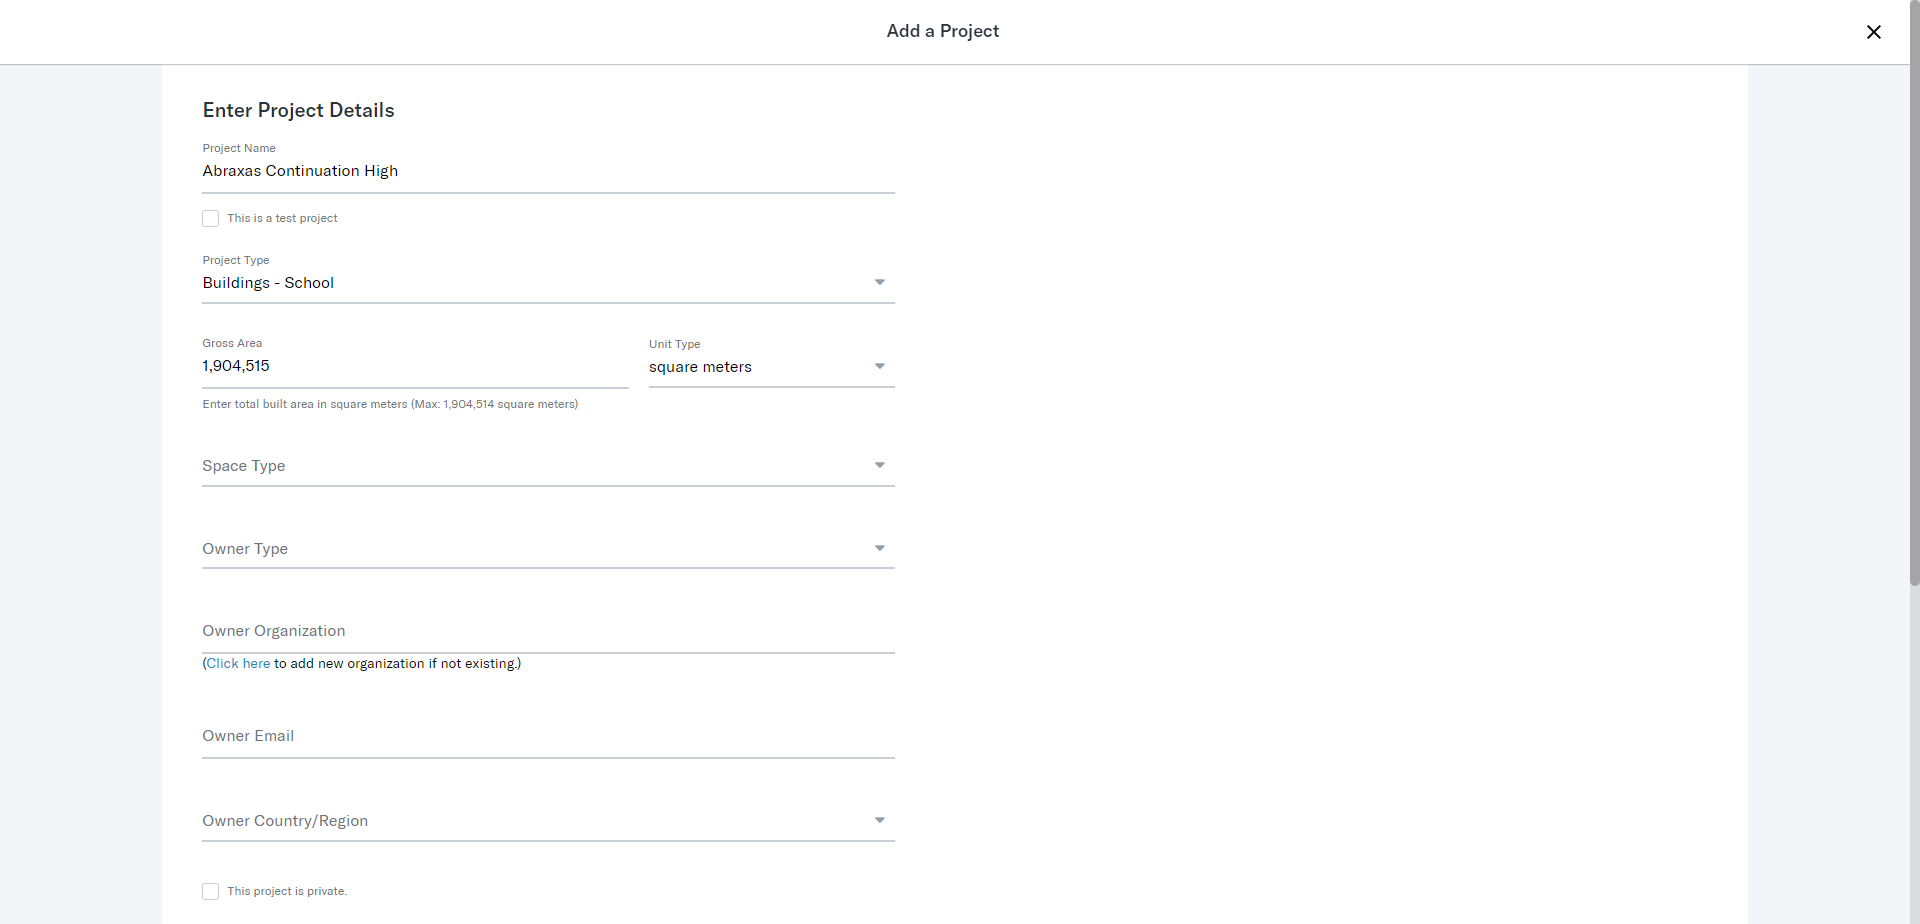 Add a Project
Enter Project Details
Project Name
Abraxas Continuation High
This is a test project
Project Type
Buildings - School
Gross Area
1,904,515
Unit Type
square meters
Enter total built area in square meters (Max: 1,904,514 square meters)
Space Type
Owner Type
Owner Organization
(Click here to add new organization if not existing.)
Owner Email
Owner Country/Region
This project is private.